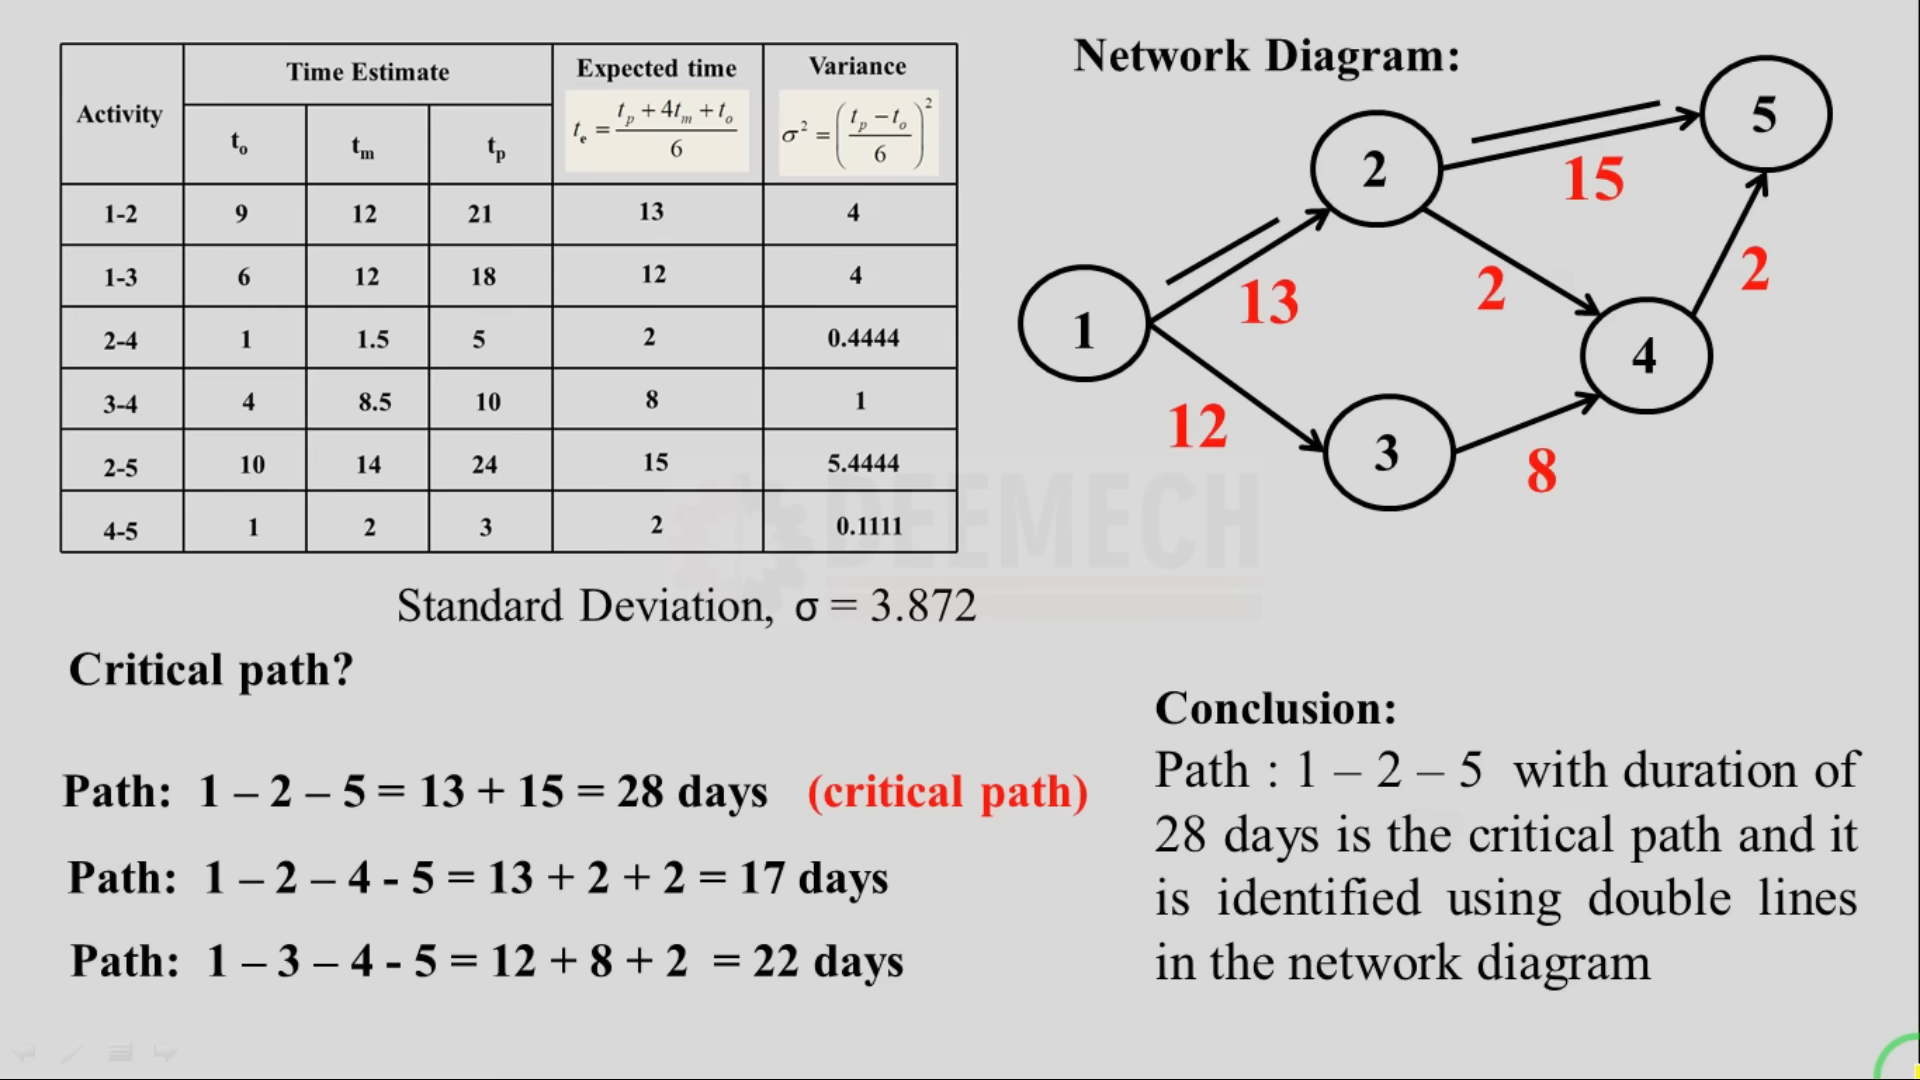 Activity Time Estimate Expected time Variance
t_o t_m t_p t_e = (t_p + 4t_m + t_o) / 6 σ² = ((t_p − t_o) / 6)²
1-2 9 12 21 13 4
1-3 6 12 18 12 4
2-4 1 1.5 5 2 0.4444
3-4 4 8.5 10 8 1
2-5 10 14 24 15 5.4444
4-5 1 2 3 2 0.1111
Standard Deviation, σ = 3.872
Critical path?
Path: 1 – 2 – 5 = 13 + 15 = 28 days (critical path)
Path: 1 – 2 – 4 - 5 = 13 + 2 + 2 = 17 days
Path: 1 – 3 – 4 - 5 = 12 + 8 + 2 = 22 days
Network Diagram:
5
2
15
2
13
2
1
4
12
3
8
DEEMECH
Conclusion:
Path : 1 – 2 – 5 with duration of
28 days is the critical path and it
is identified using double lines
in the network diagram